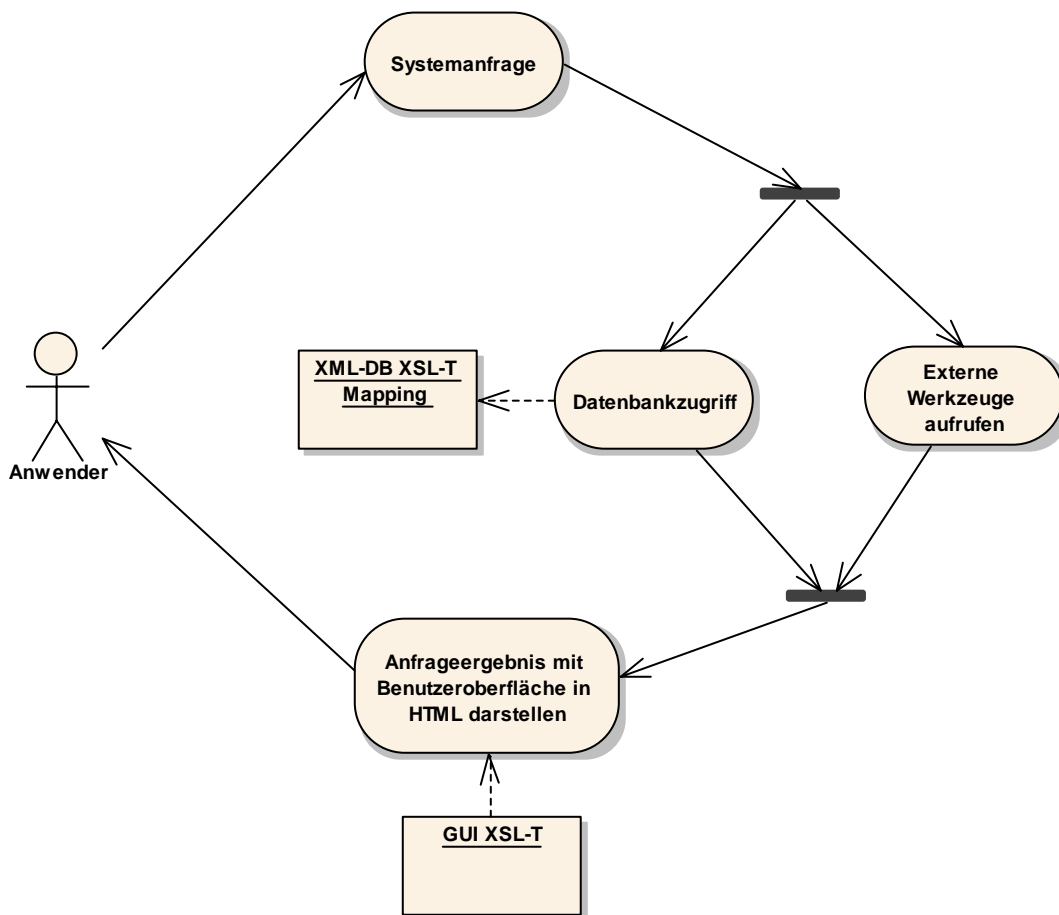 Systemanfrage
XML-DB XSL-T
Mapping
Datenbankzugriff
Externe
Werkzeuge
aufrufen
Anwender
Anfrageergebnis mit
Benutzeroberfläche in
HTML darstellen
GUI XSL-T